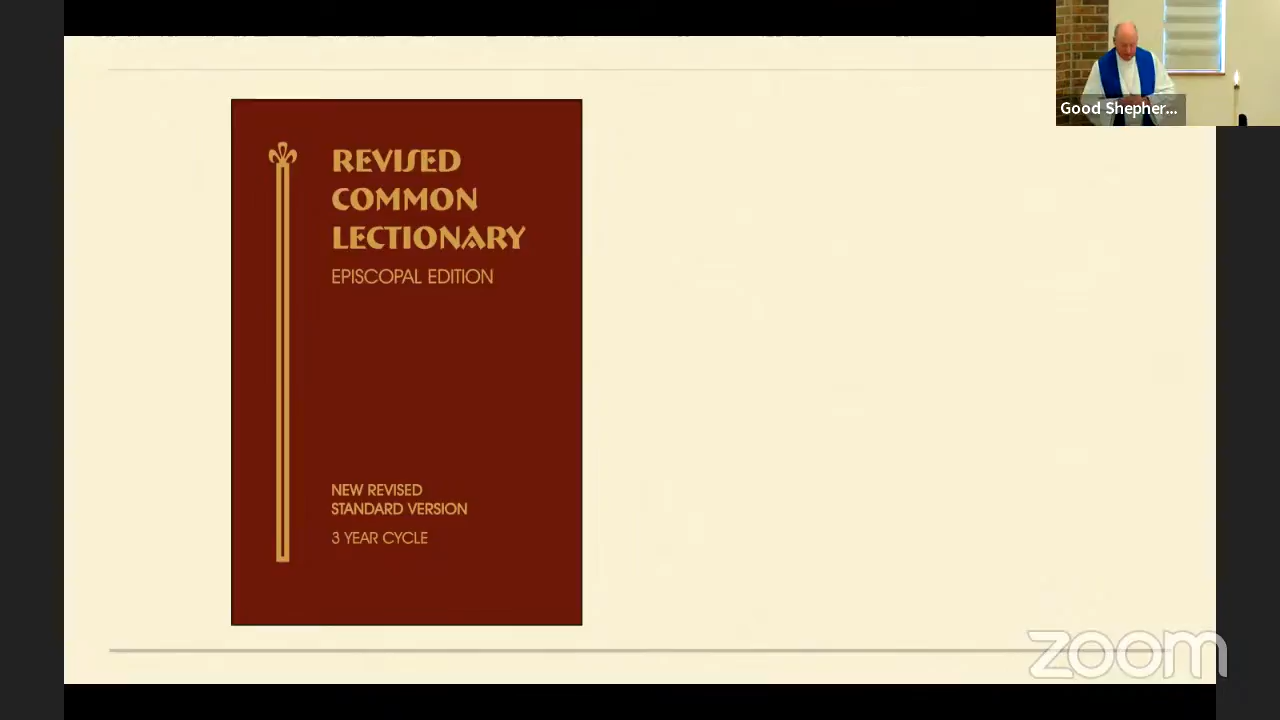 REVISED
COMMON
LECTIONARY
EPISCOPAL EDITION
NEW REVISED
STANDARD VERSION
3 YEAR CYCLE
Good Shepher...
zoom